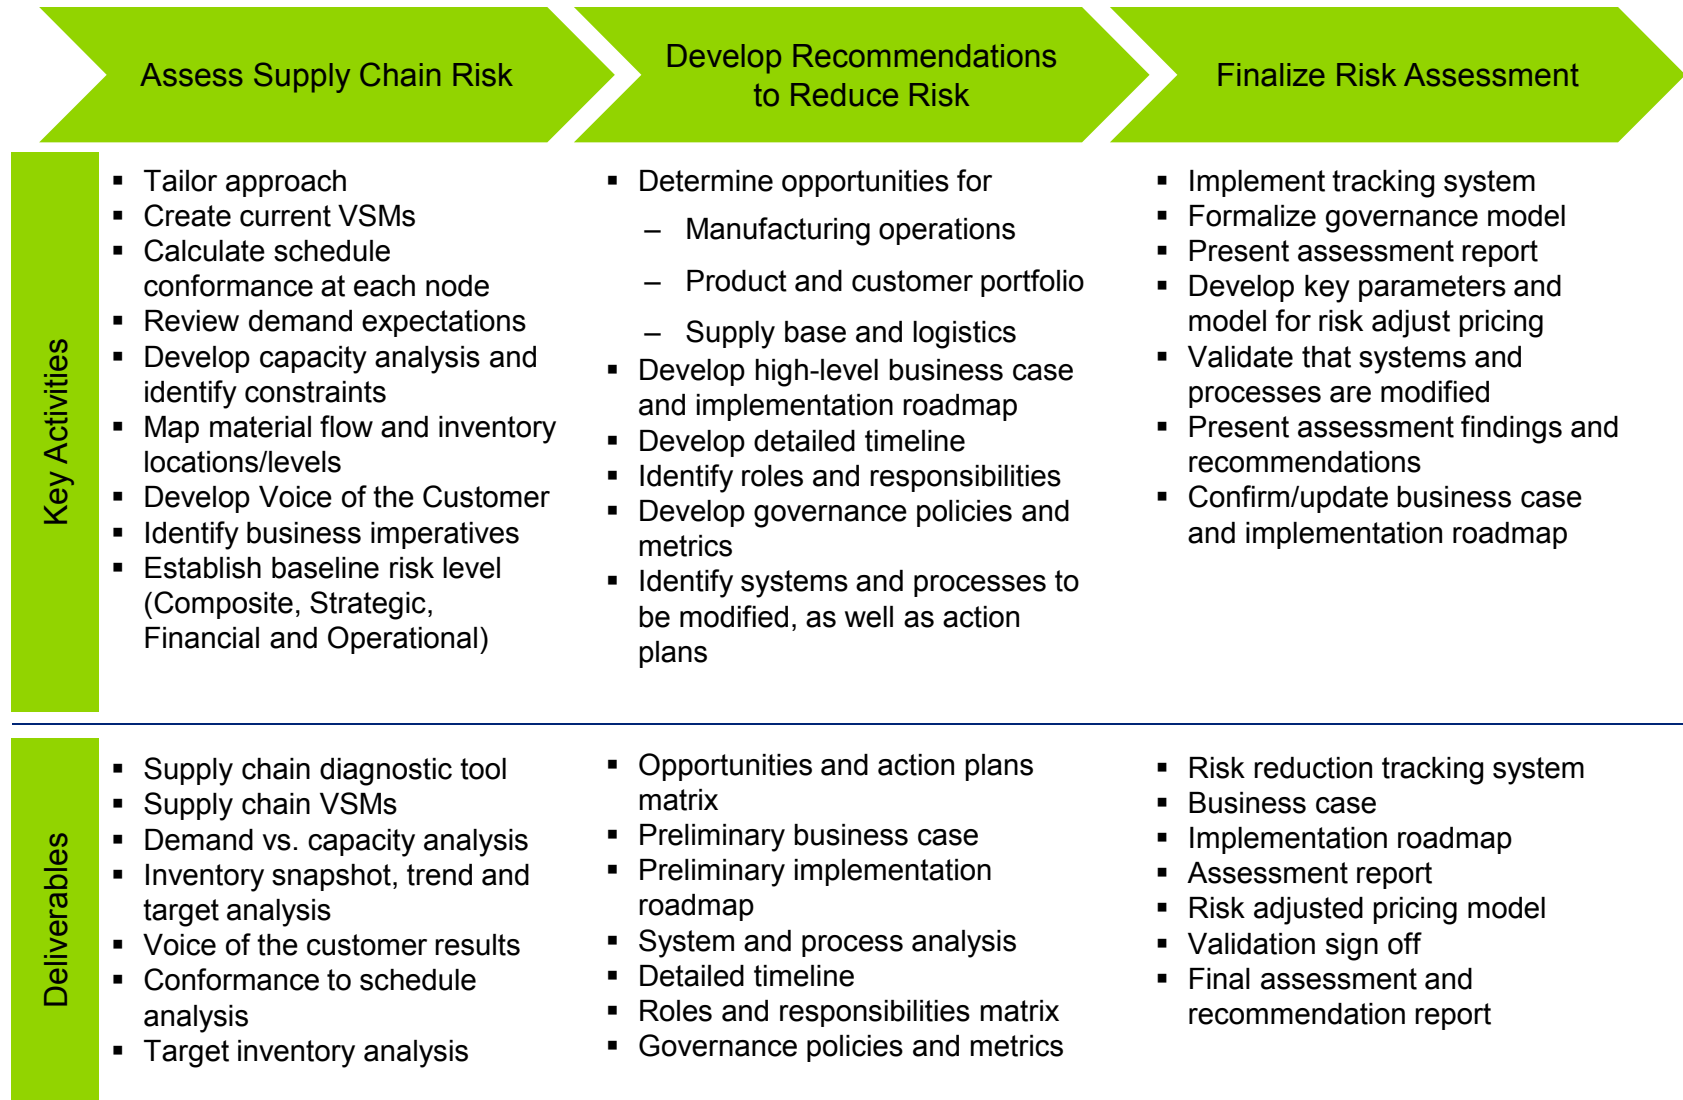 Assess Supply Chain Risk
Develop Recommendations
to Reduce Risk
Finalize Risk Assessment
Key Activities
▪ Tailor approach
▪ Create current VSMs
▪ Calculate schedule
conformance at each node
▪ Review demand expectations
▪ Develop capacity analysis and
identify constraints
▪ Map material flow and inventory
locations/levels
▪ Develop Voice of the Customer
▪ Identify business imperatives
▪ Establish baseline risk level
(Composite, Strategic,
Financial and Operational)
▪ Determine opportunities for
– Manufacturing operations
– Product and customer portfolio
– Supply base and logistics
▪ Develop high-level business case
and implementation roadmap
▪ Develop detailed timeline
▪ Identify roles and responsibilities
▪ Develop governance policies and
metrics
▪ Identify systems and processes to
be modified, as well as action
plans
▪ Implement tracking system
▪ Formalize governance model
▪ Present assessment report
▪ Develop key parameters and
model for risk adjust pricing
▪ Validate that systems and
processes are modified
▪ Present assessment findings and
recommendations
▪ Confirm/update business case
and implementation roadmap
Deliverables
▪ Supply chain diagnostic tool
▪ Supply chain VSMs
▪ Demand vs. capacity analysis
▪ Inventory snapshot, trend and
target analysis
▪ Voice of the customer results
▪ Conformance to schedule
analysis
▪ Target inventory analysis
▪ Opportunities and action plans
matrix
▪ Preliminary business case
▪ Preliminary implementation
roadmap
▪ System and process analysis
▪ Detailed timeline
▪ Roles and responsibilities matrix
▪ Governance policies and metrics
▪ Risk reduction tracking system
▪ Business case
▪ Implementation roadmap
▪ Assessment report
▪ Risk adjusted pricing model
▪ Validation sign off
▪ Final assessment and
recommendation report